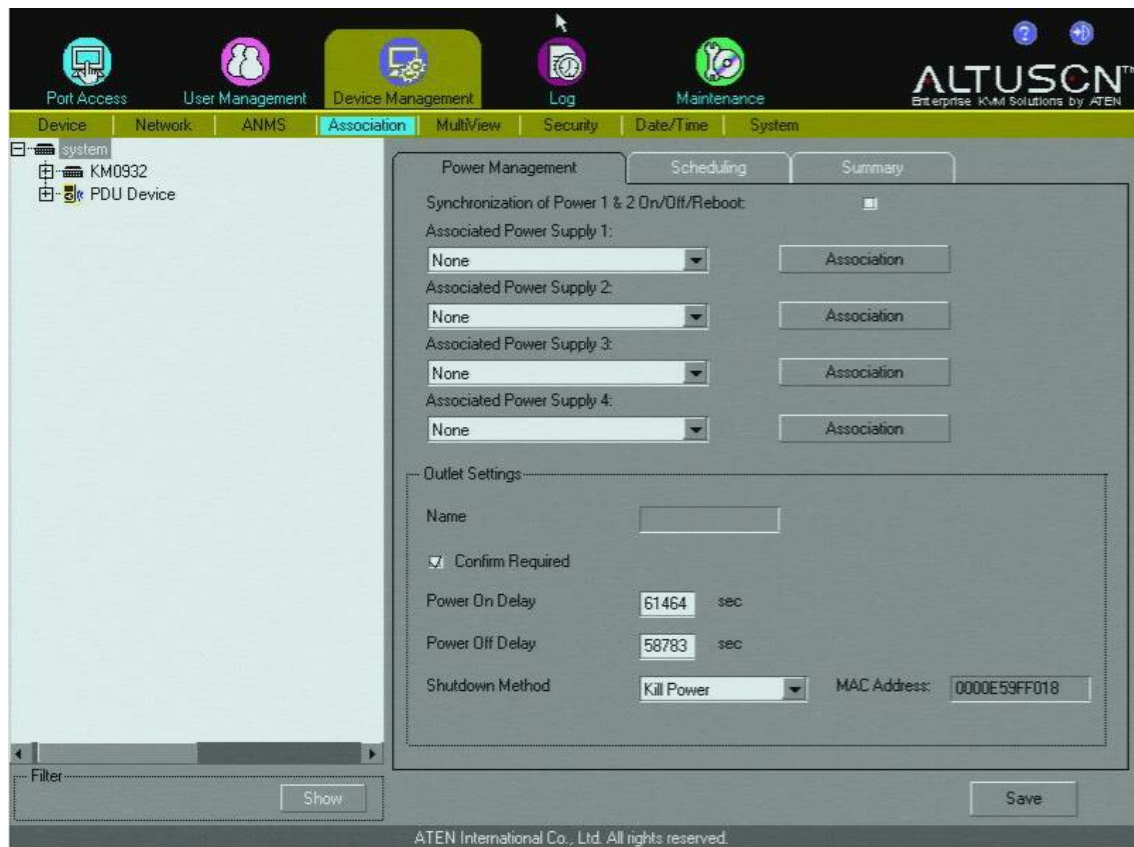 Port Access
User Management
Device Management
Log
Maintenance
?
ALTUSCN™
Enterprise KVM Solutions by ATEN
Device
Network
ANMS
Association
MultiView
Security
Date/Time
System
system
KM0932
PDU Device
Filter
Show
Power Management
Scheduling
Summary
Synchronization of Power 1 & 2 On/Off/Reboot:
Associated Power Supply 1:
None
Association
Associated Power Supply 2:
None
Association
Associated Power Supply 3:
None
Association
Associated Power Supply 4:
None
Association
Outlet Settings
Name
Confirm Required
Power On Delay
61464 sec
Power Off Delay
58783 sec
Shutdown Method
Kill Power
MAC Address:
0000E59FF018
Save
ATEN International Co., Ltd. All rights reserved.